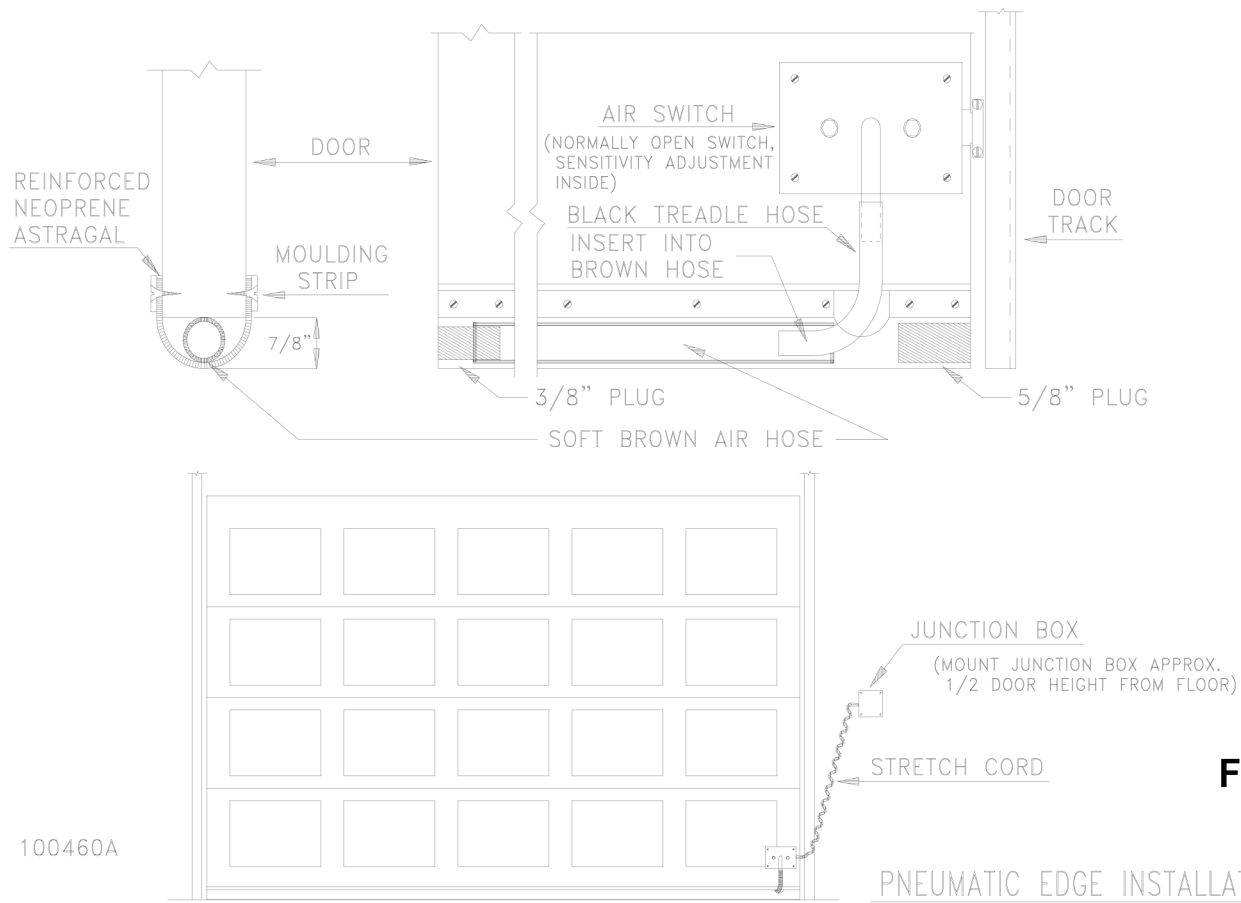 AIR SWITCH
(NORMALLY OPEN SWITCH,
SENSITIVITY ADJUSTMENT
INSIDE)
DOOR
REINFORCED
NEOPRENE
ASTRAGAL
MOULDING
STRIP
BLACK TREADLE HOSE
INSERT INTO
BROWN HOSE
DOOR
TRACK
7/8"
3/8" PLUG
5/8" PLUG
SOFT BROWN AIR HOSE
JUNCTION BOX
(MOUNT JUNCTION BOX APPROX.
1/2 DOOR HEIGHT FROM FLOOR)
STRETCH CORD
F
100460A
PNEUMATIC EDGE INSTALLAT